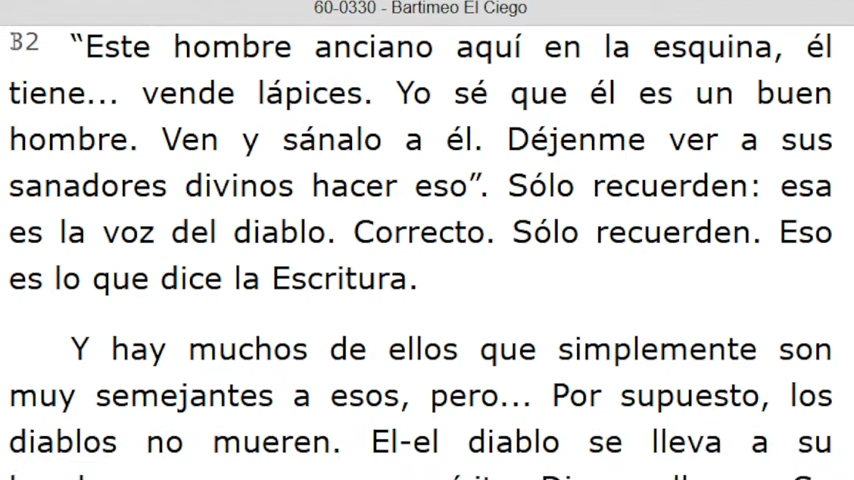 60-0330 - Bartimeo El Ciego
32 “Este hombre anciano aquí en la esquina, él
tiene... vende lápices. Yo sé que él es un buen
hombre. Ven y sánalo a él. Déjenme ver a sus
sanadores divinos hacer eso”. Sólo recuerden: esa
es la voz del diablo. Correcto. Sólo recuerden. Eso
es lo que dice la Escritura.
Y hay muchos de ellos que simplemente son
muy semejantes a esos, pero... Por supuesto, los
diablos no mueren. El-el diablo se lleva a su